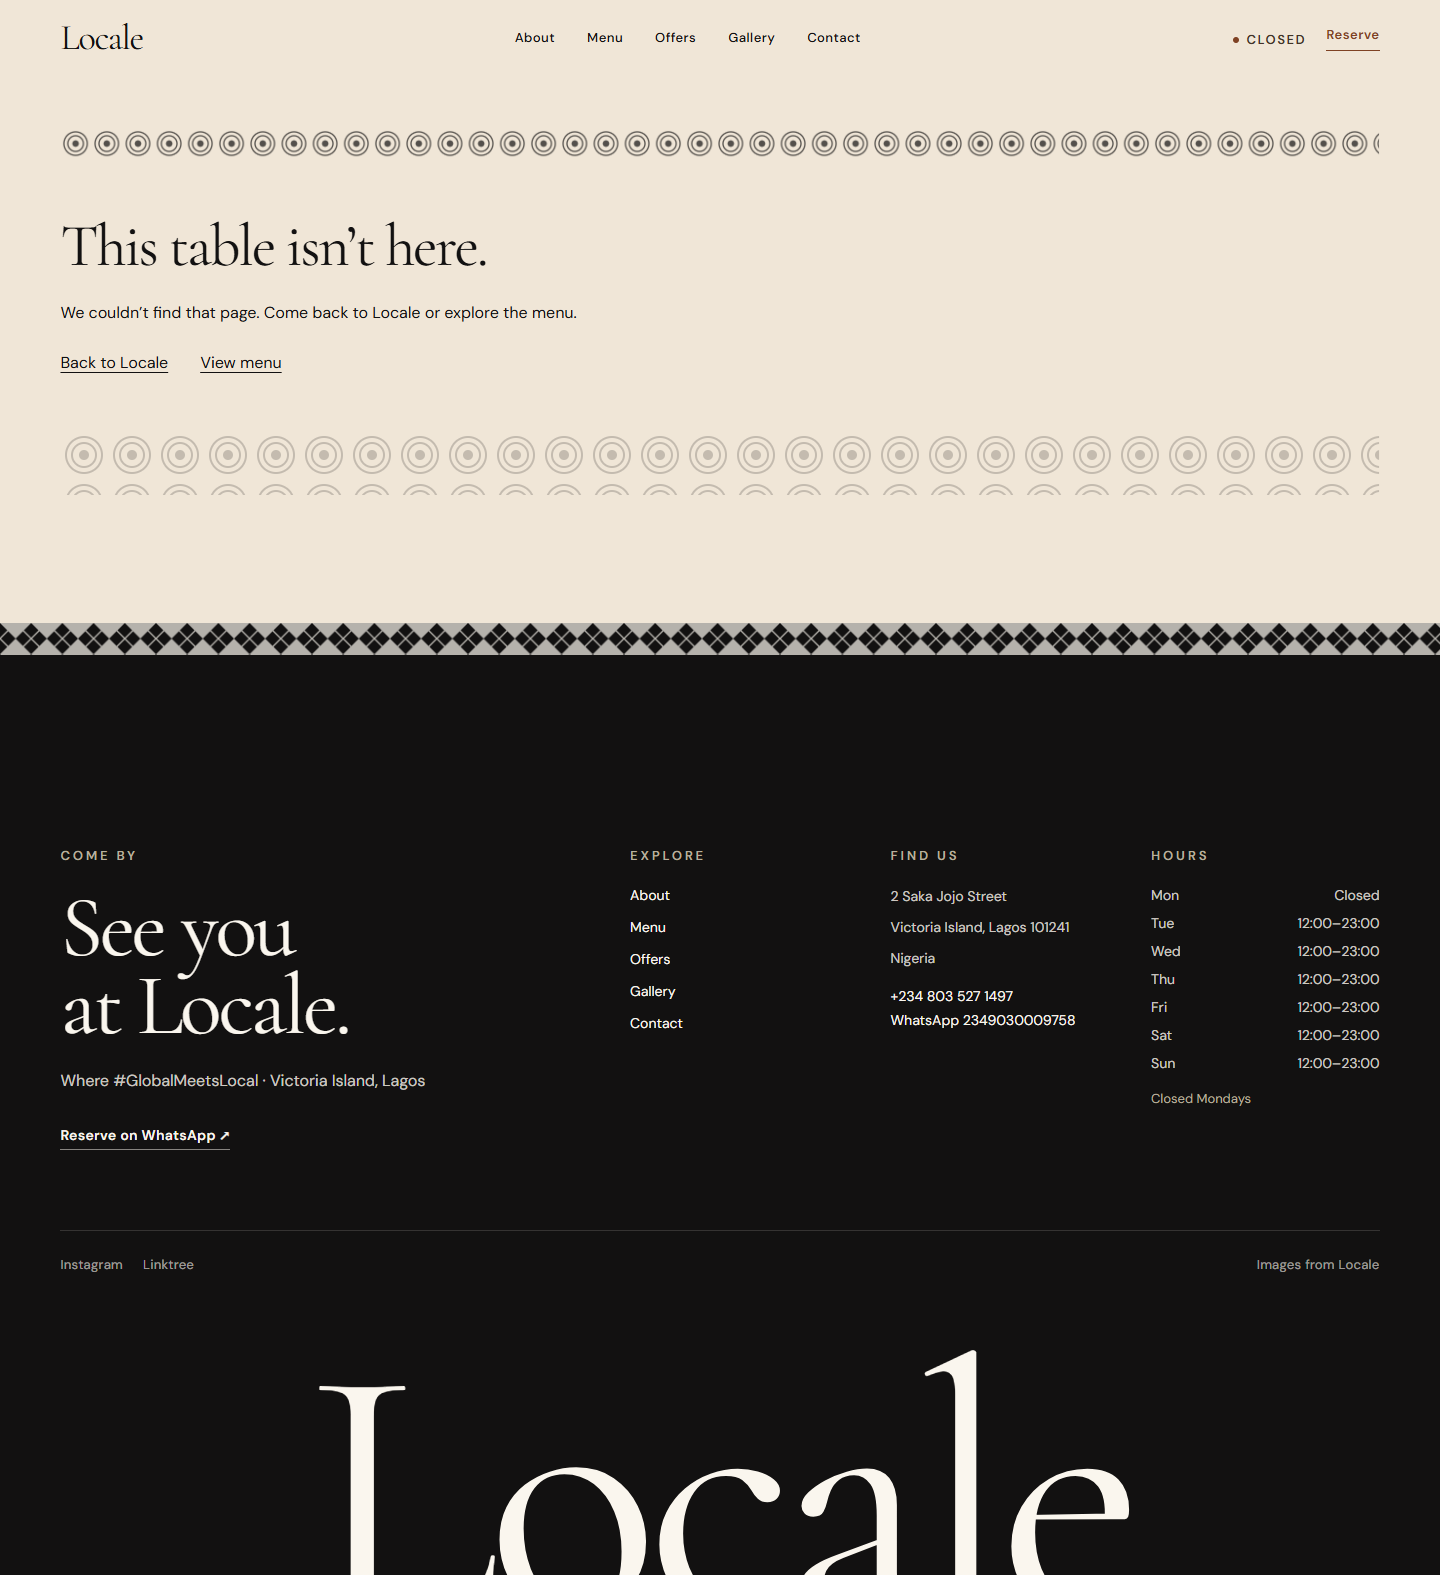 Locale
About Menu Offers Gallery Contact
CLOSED
Reserve
This table isn’t here.
We couldn’t find that page. Come back to Locale or explore the menu.
Back to Locale View menu
COME BY
See you
at Locale.
Where #GlobalMeetsLocal · Victoria Island, Lagos
Reserve on WhatsApp ↗
EXPLORE
About
Menu
Offers
Gallery
Contact
FIND US
2 Saka Jojo Street
Victoria Island, Lagos 101241
Nigeria
+234 803 527 1497
WhatsApp 2349030009758
HOURS
Mon Closed
Tue 12:00–23:00
Wed 12:00–23:00
Thu 12:00–23:00
Fri 12:00–23:00
Sat 12:00–23:00
Sun 12:00–23:00
Closed Mondays
Instagram Linktree
Images from Locale
Locale